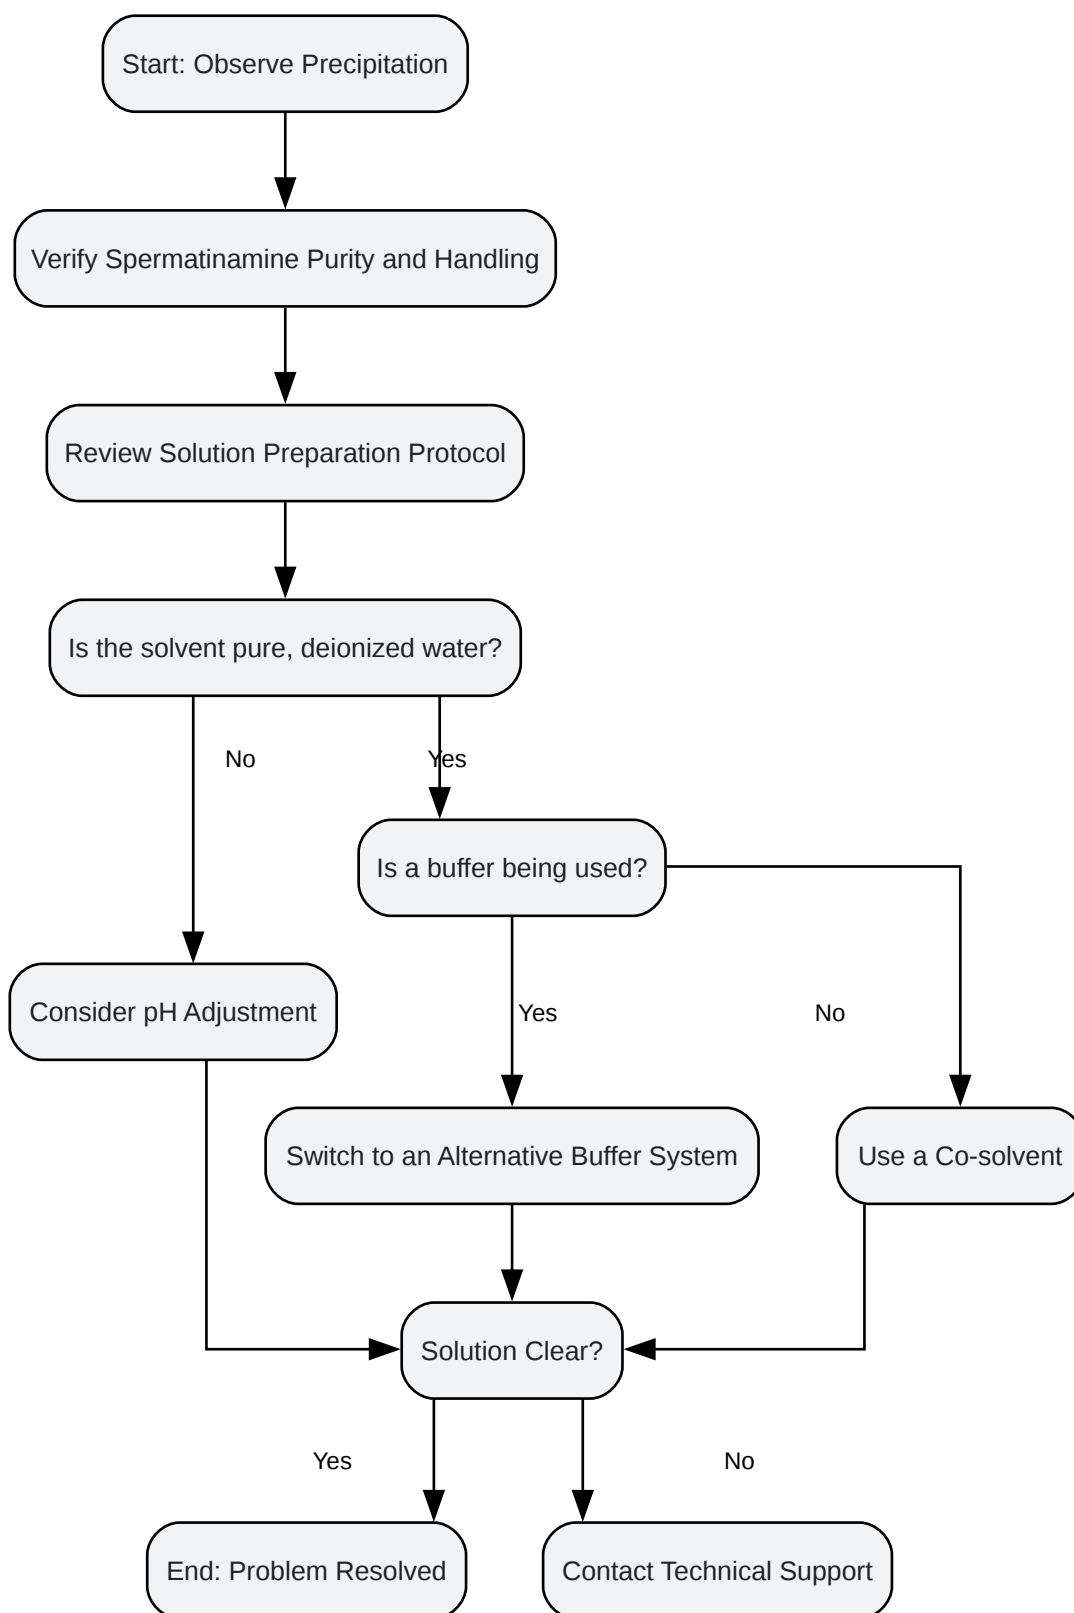 Start: Observe Precipitation
Verify Spermatinamine Purity and Handling
Review Solution Preparation Protocol
Is the solvent pure, deionized water?
No
Yes
Is a buffer being used?
Consider pH Adjustment
Yes
No
Switch to an Alternative Buffer System
Use a Co-solvent
Solution Clear?
Yes
No
End: Problem Resolved
Contact Technical Support